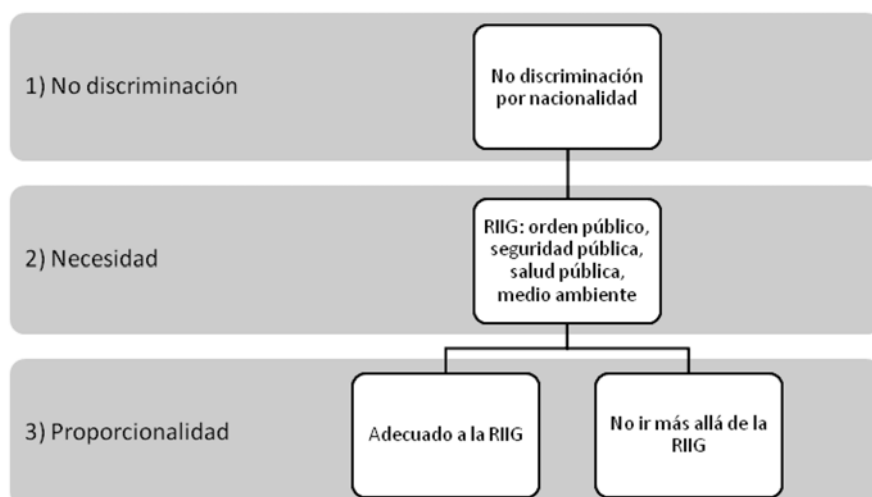 1) No discriminación
No discriminación
por nacionalidad
2) Necesidad
RIIG: orden público,
seguridad pública,
salud pública,
medio ambiente
3) Proporcionalidad
Adecuado a la RIIG
No ir más allá de la
RIIG